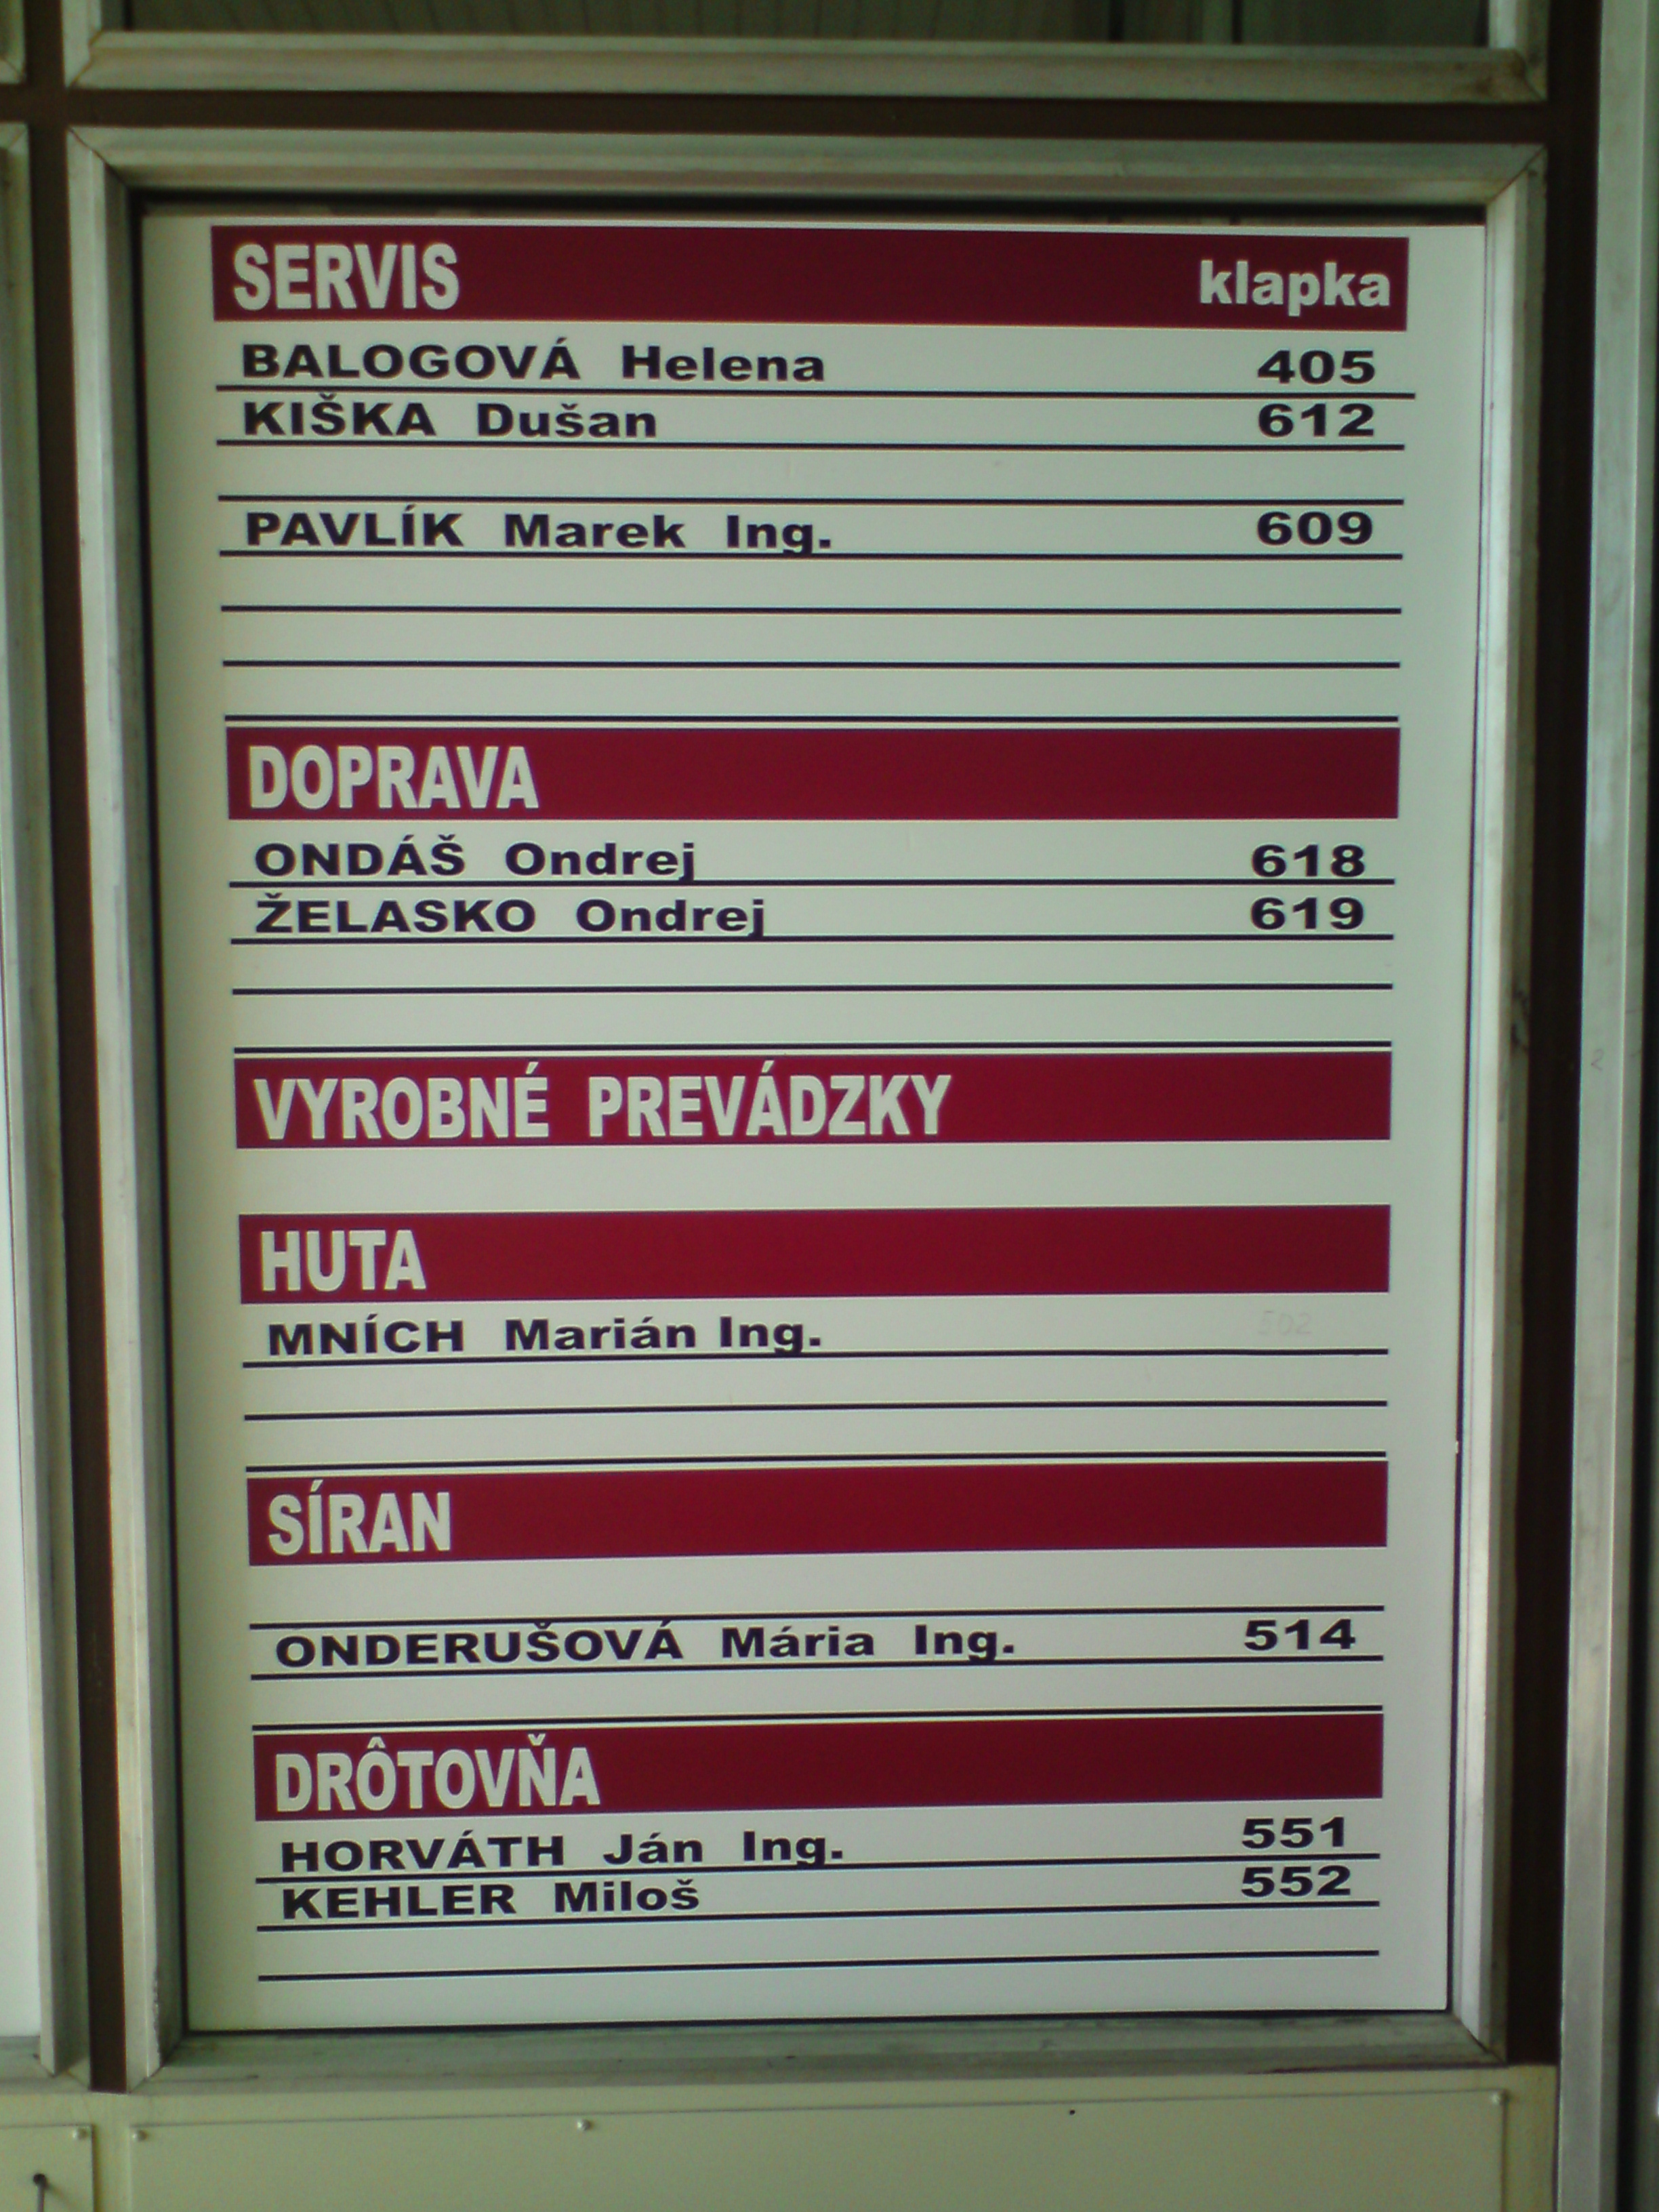 SERVIS klapka
BALOGOVÁ Helena 405
KIŠKA Dušan 612
PAVLÍK Marek Ing. 609
DOPRAVA
ONDÁŠ Ondrej 618
ŽELASKO Ondrej 619
VYROBNÉ PREVÁDZKY
HUTA
MNÍCH Marián Ing. 502
SÍRAN
ONDERUŠOVÁ Mária Ing. 514
DRÔTOVŇA
HORVÁTH Ján Ing. 551
KEHLER Miloš 552